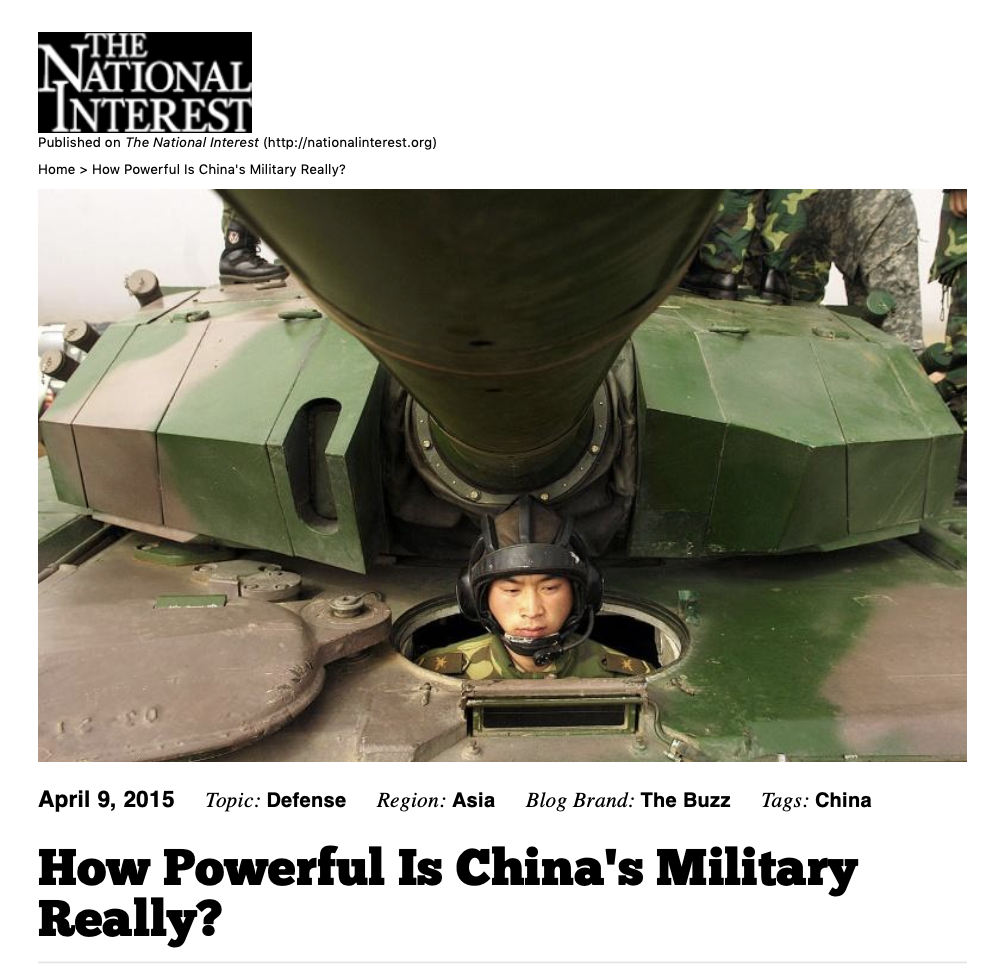 THE
NATIONAL
INTEREST
Published on The National Interest (http://nationalinterest.org)
Home > How Powerful Is China's Military Really?
April 9, 2015 Topic: Defense Region: Asia Blog Brand: The Buzz Tags: China
How Powerful Is China's Military
Really?